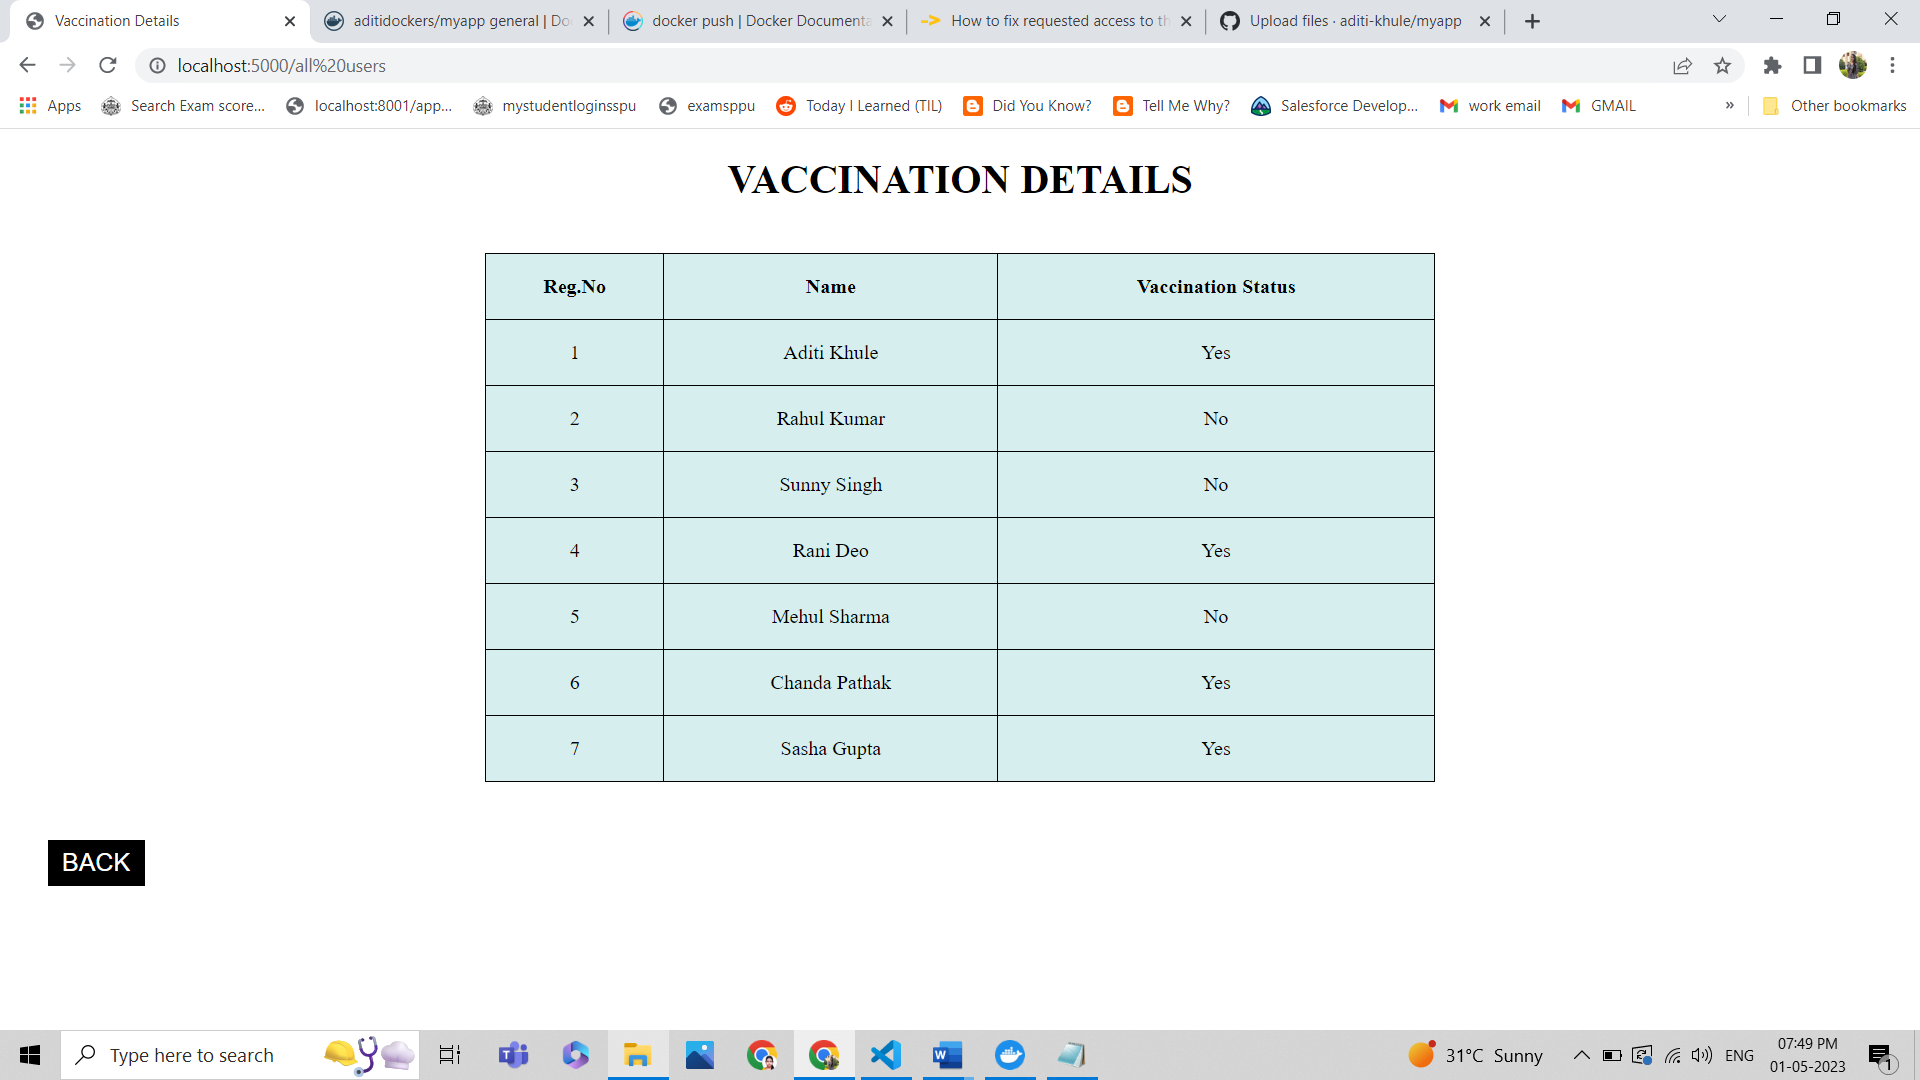 Vaccination Details
aditidockers/myapp general | Do
docker push | Docker Documenta
How to fix requested access to th
Upload files · aditi-khule/myapp
localhost:5000/all%20users
Apps
Search Exam score...
localhost:8001/app...
mystudentloginsspu
examsppu
Today I Learned (TIL)
Did You Know?
Tell Me Why?
Salesforce Develop...
work email
GMAIL
»
Other bookmarks
VACCINATION DETAILS
Reg.No Name Vaccination Status
1 Aditi Khule Yes
2 Rahul Kumar No
3 Sunny Singh No
4 Rani Deo Yes
5 Mehul Sharma No
6 Chanda Pathak Yes
7 Sasha Gupta Yes
BACK
Type here to search
31°C Sunny
ENG
07:49 PM
01-05-2023
1